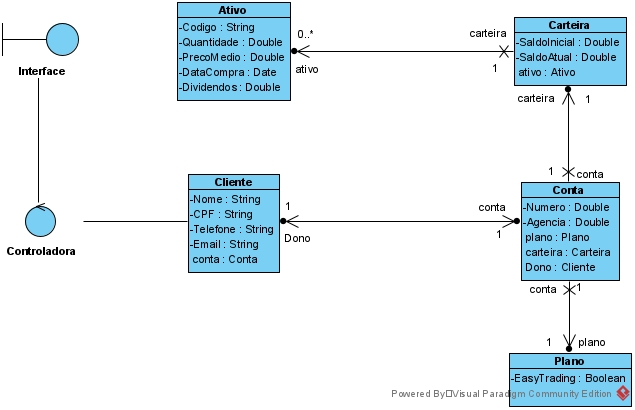 Interface
Controladora
Ativo
-Codigo : String
-Quantidade : Double
-PrecoMedio : Double
-DataCompra : Date
-Dividendos : Double
0..*
ativo
carteira
1
Carteira
-SaldoInicial : Double
-SaldoAtual : Double
ativo : Ativo
carteira
1
1
conta
Cliente
-Nome : String
-CPF : String
-Telefone : String
-Email : String
conta : Conta
1
Dono
conta
1
Conta
-Numero : Double
-Agencia : Double
plano : Plano
carteira : Carteira
Dono : Cliente
conta
1
1
plano
Plano
-EasyTrading : Boolean
Powered By Visual Paradigm Community Edition